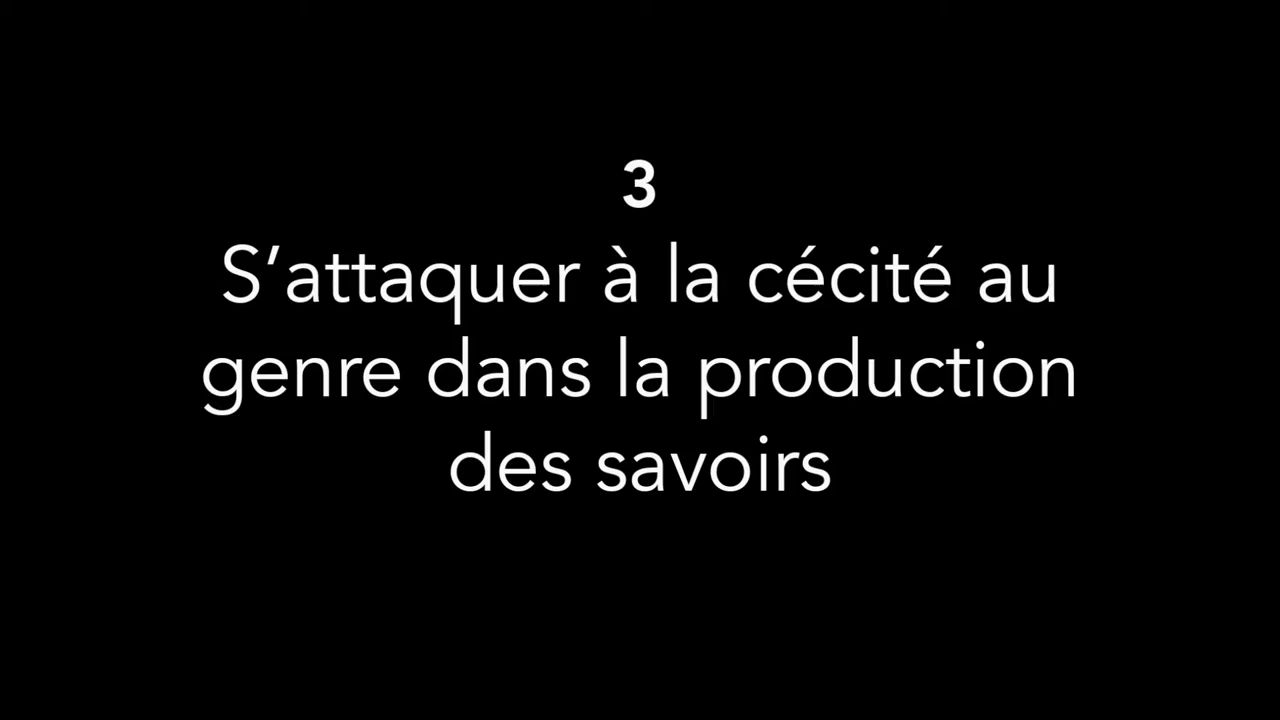 3
S’attaquer à la cécité au
genre dans la production
des savoirs